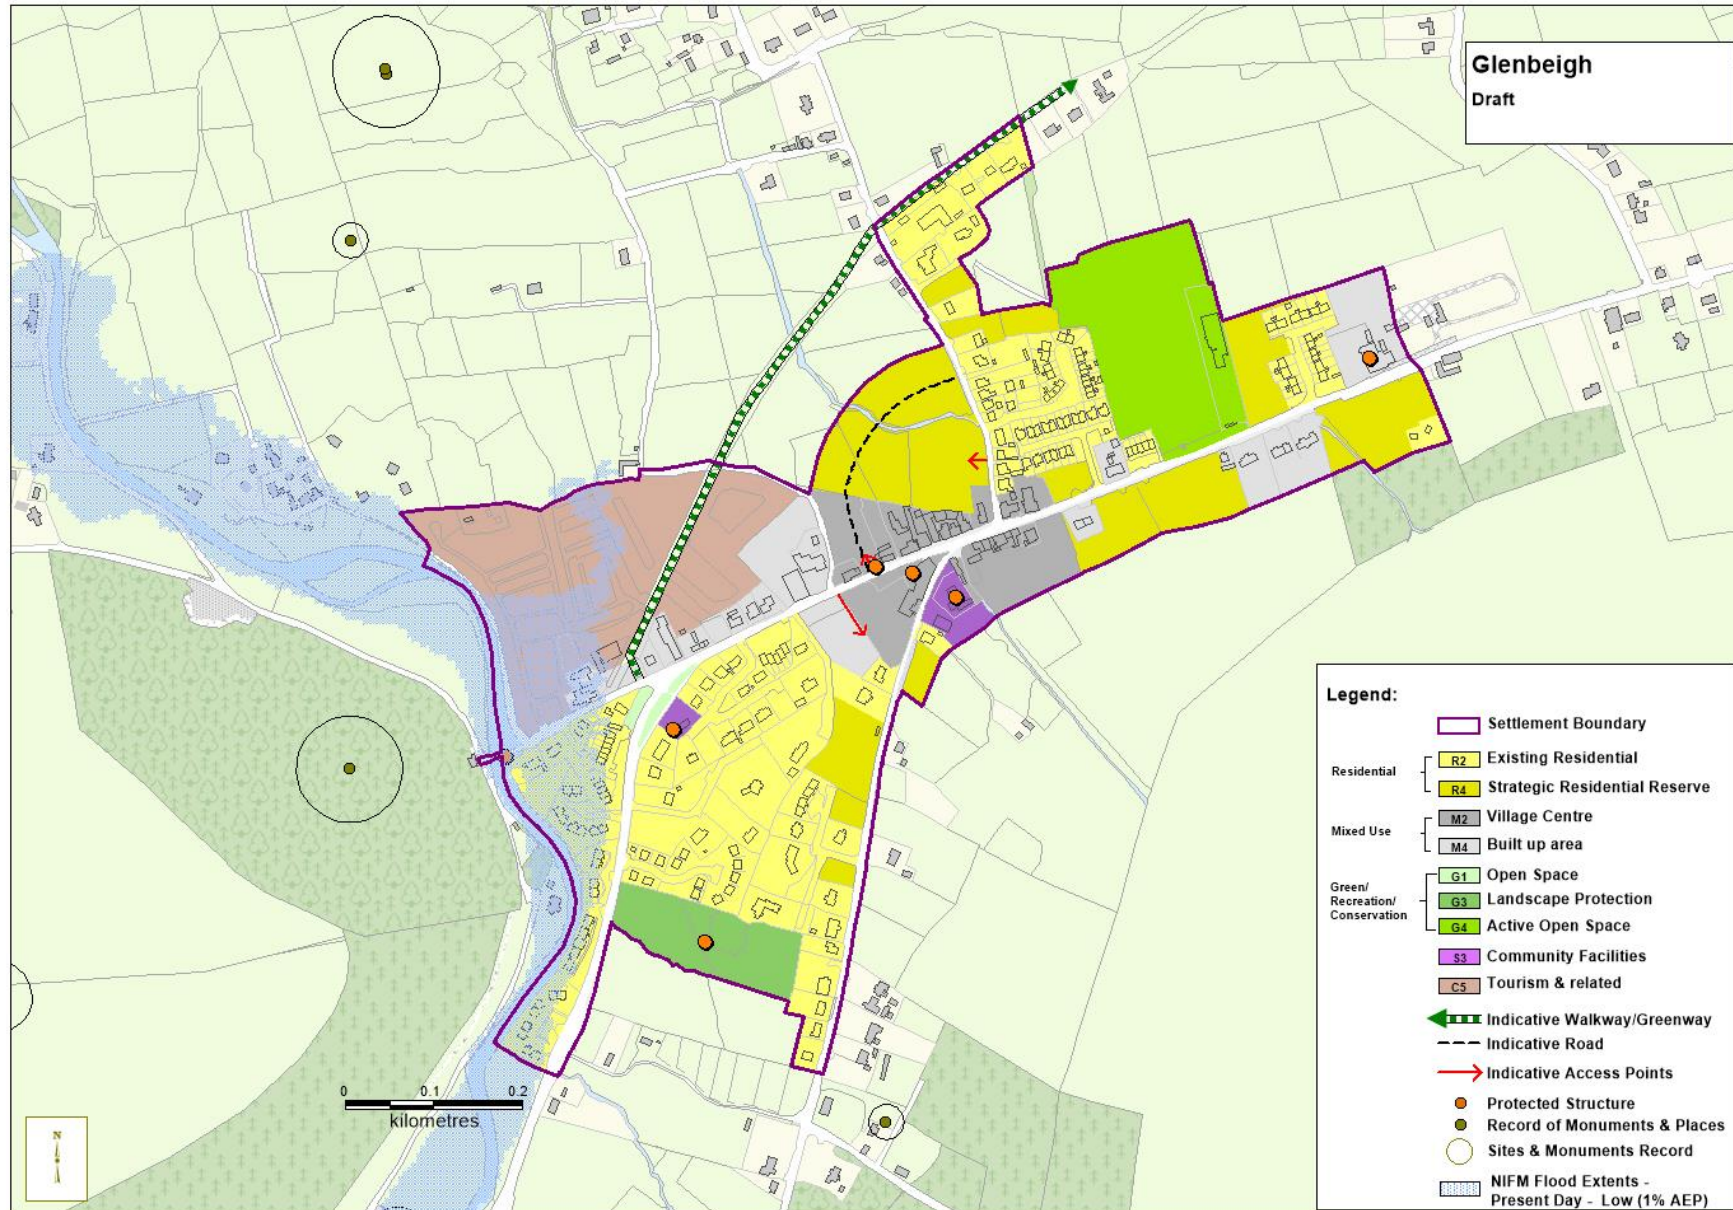 Glenbeigh
Draft
Legend:
Settlement Boundary
Residential
R2 Existing Residential
R4 Strategic Residential Reserve
Mixed Use
M2 Village Centre
M4 Built up area
Green/
Recreation/
Conservation
G1 Open Space
G3 Landscape Protection
G4 Active Open Space
S3 Community Facilities
C5 Tourism & related
Indicative Walkway/Greenway
Indicative Road
Indicative Access Points
Protected Structure
Record of Monuments & Places
Sites & Monuments Record
NIFM Flood Extents -
Present Day - Low (1% AEP)
0 0.1 0.2
kilometres
N